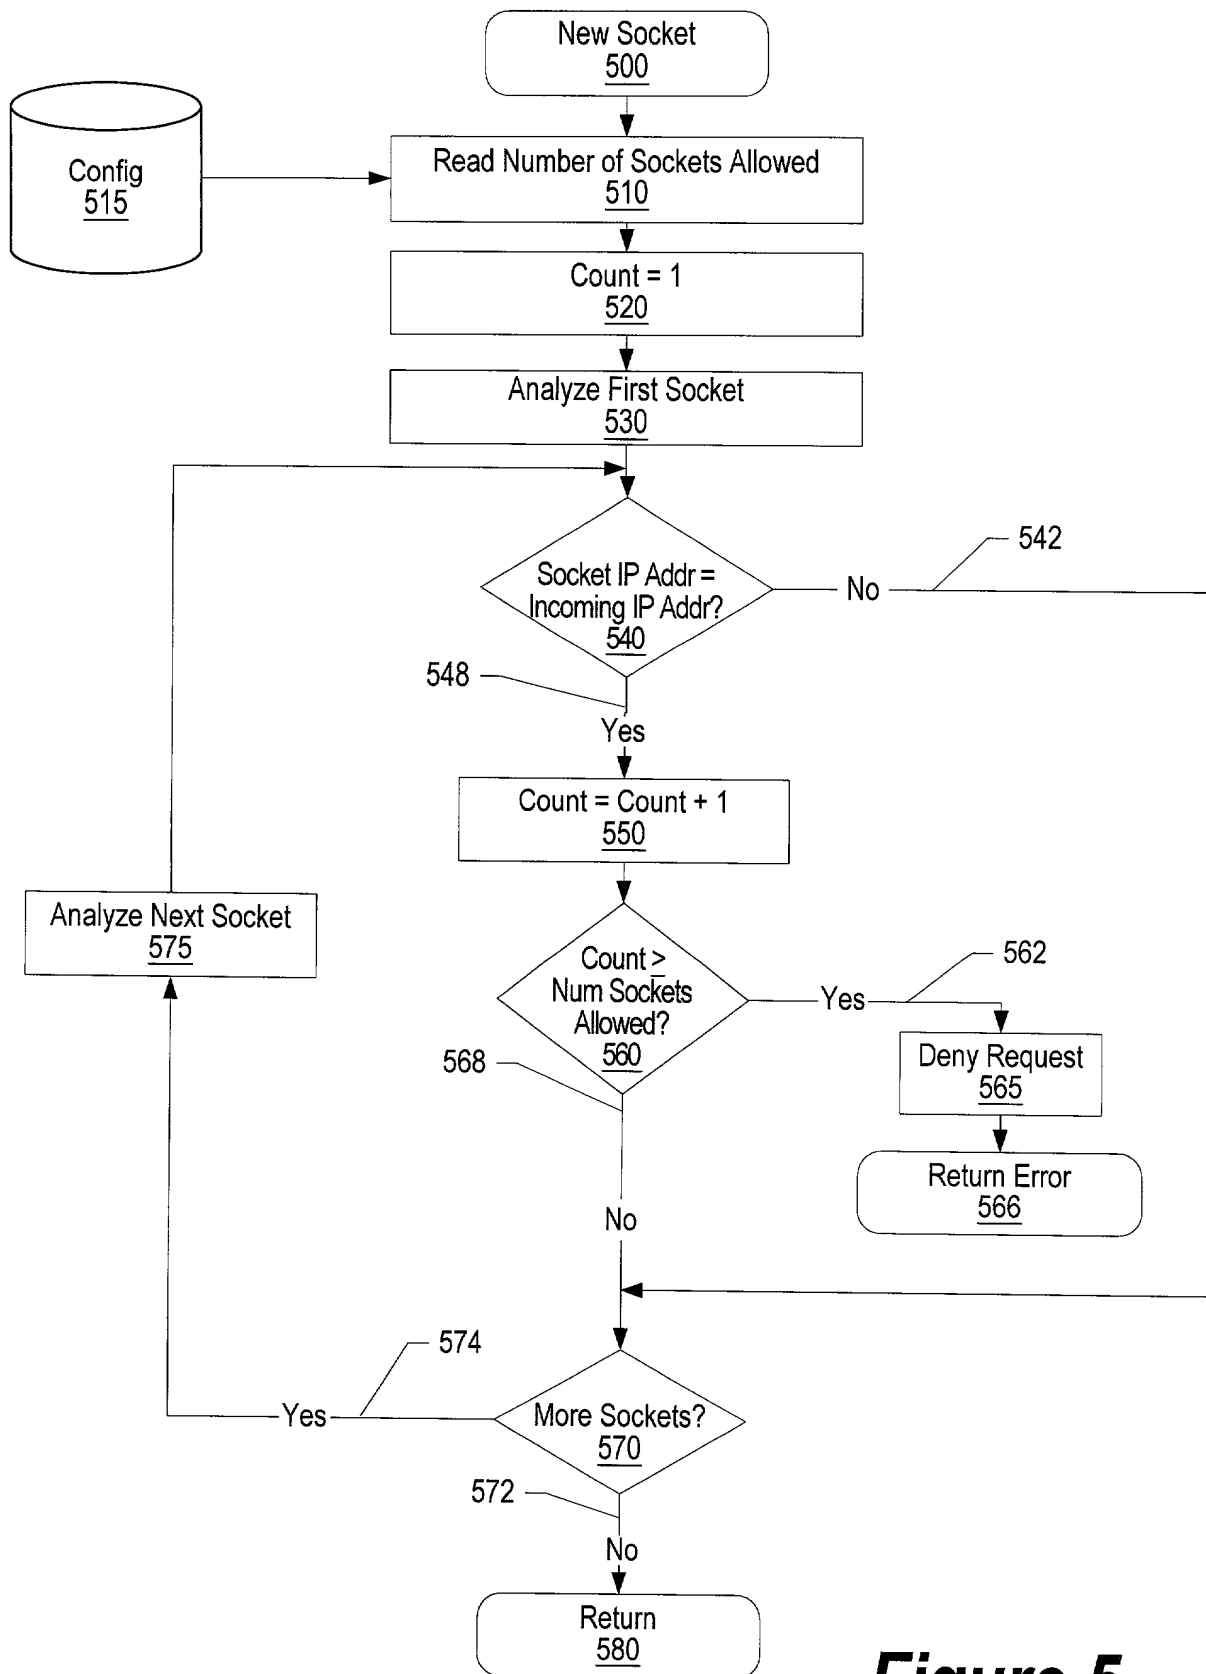 New Socket
500
Config
515
Read Number of Sockets Allowed
510
Count = 1
520
Analyze First Socket
530
542
Socket IP Addr =
Incoming IP Addr?
540
No
548
Yes
Count = Count + 1
550
Analyze Next Socket
575
Count ≥
Num Sockets
Allowed?
560
Yes
562
568
Deny Request
565
Return Error
566
No
574
Yes
More Sockets?
570
572
No
Return
580
Figure 5